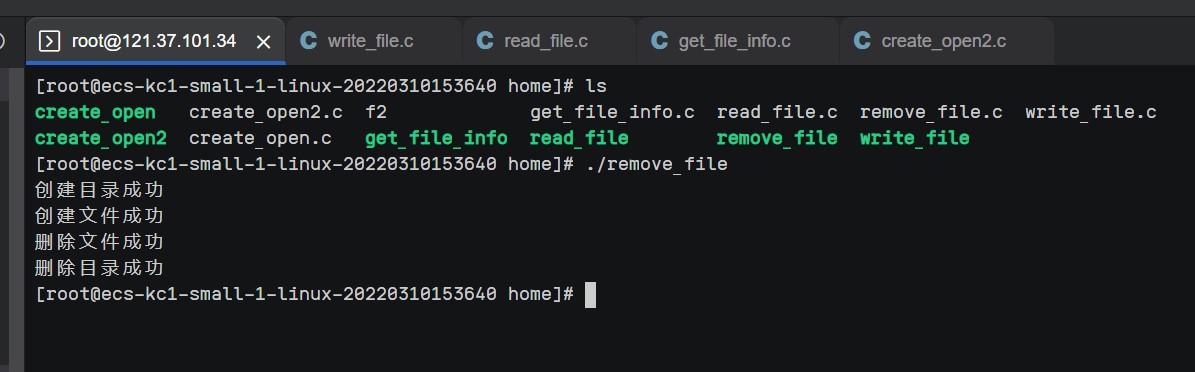 root@121.37.101.34 × C write_file.c C read_file.c C get_file_info.c C create_open2.c
[root@ecs-kc1-small-1-linux-20220310153640 home]# ls
create_open create_open2.c f2 get_file_info.c read_file.c remove_file.c write_file.c
create_open2 create_open.c get_file_info read_file remove_file write_file
[root@ecs-kc1-small-1-linux-20220310153640 home]# ./remove_file
创建目录成功
创建文件成功
删除文件成功
删除目录成功
[root@ecs-kc1-small-1-linux-20220310153640 home]#